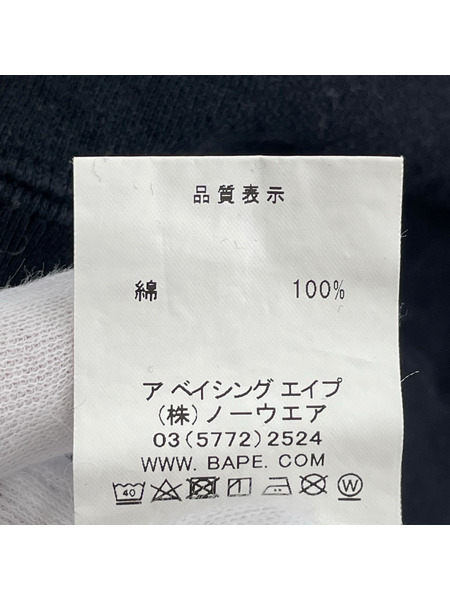 品質表示
綿 100%
ア ベイシング エイプ
(株) ノーウエア
03(5772)2524
WWW. BAPE. COM
40 W